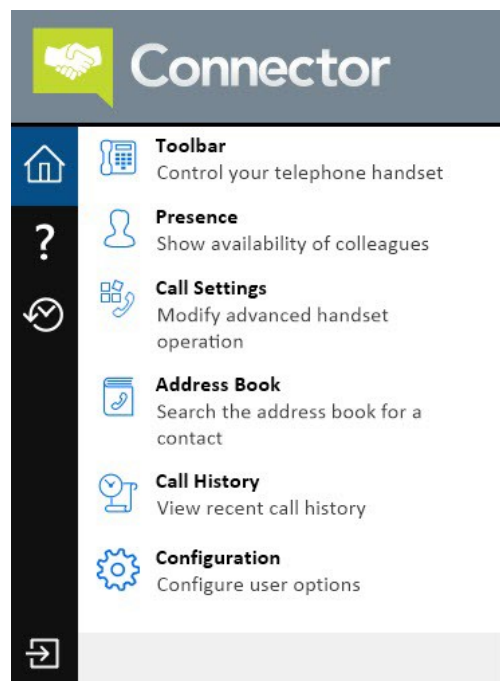 Connector
Toolbar
Control your telephone handset
Presence
Show availability of colleagues
Call Settings
Modify advanced handset
operation
Address Book
Search the address book for a
contact
Call History
View recent call history
Configuration
Configure user options
?